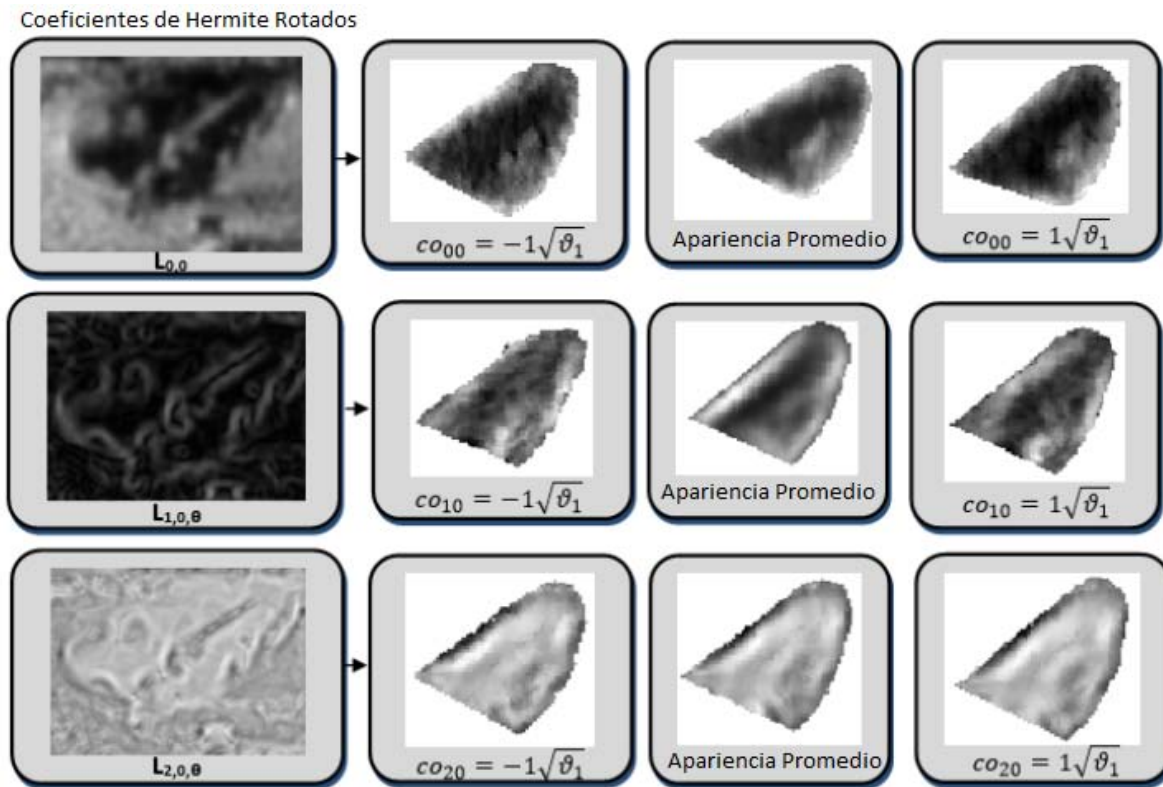 Coeficientes de Hermite Rotados
L0,0
co₀₀ = −1√ϑ₁
Apariencia Promedio
co₀₀ = 1√ϑ₁
L1,0,θ
co₁₀ = −1√ϑ₁
Apariencia Promedio
co₁₀ = 1√ϑ₁
L2,0,θ
co₂₀ = −1√ϑ₁
Apariencia Promedio
co₂₀ = 1√ϑ₁